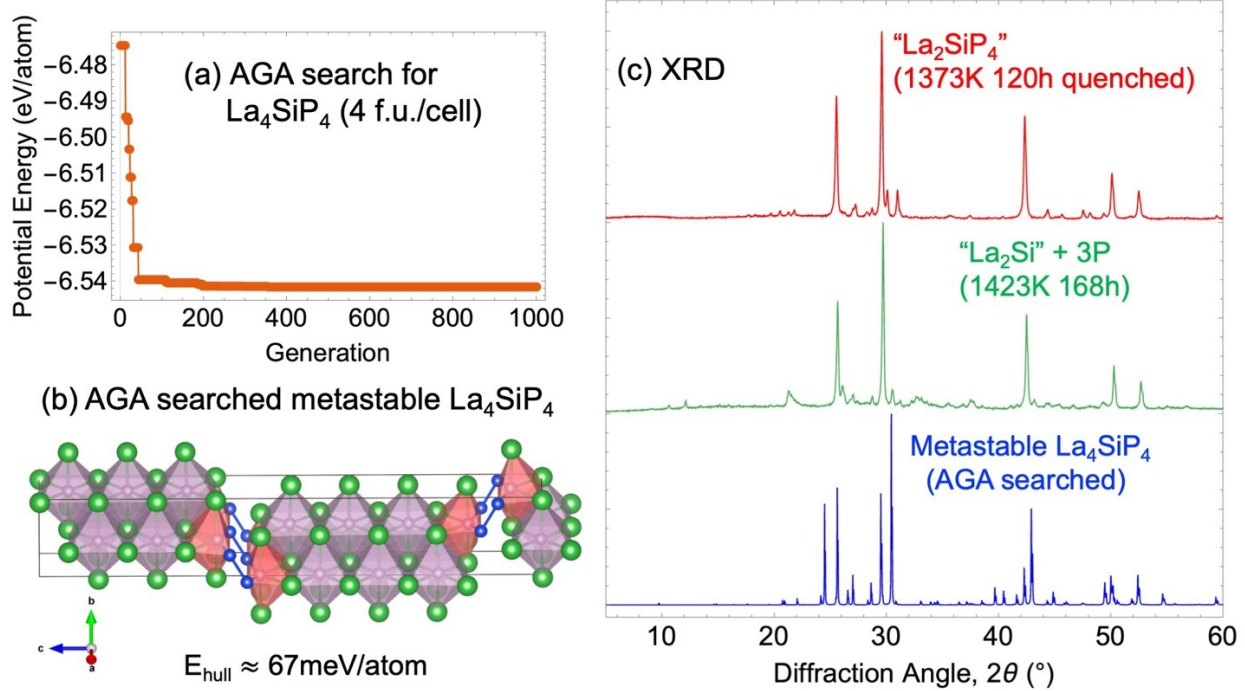 (a) AGA search for
La₄SiP₄ (4 f.u./cell)
Potential Energy (eV/atom)
−6.48
−6.49
−6.50
−6.51
−6.52
−6.53
−6.54
0
200
400
600
800
1000
Generation
(b) AGA searched metastable La₄SiP₄
b
c
a
E_hull ≈ 67meV/atom
(c) XRD
“La₂SiP₄”
(1373K 120h quenched)
“La₂Si” + 3P
(1423K 168h)
Metastable La₄SiP₄
(AGA searched)
10
20
30
40
50
60
Diffraction Angle, 2θ (°)